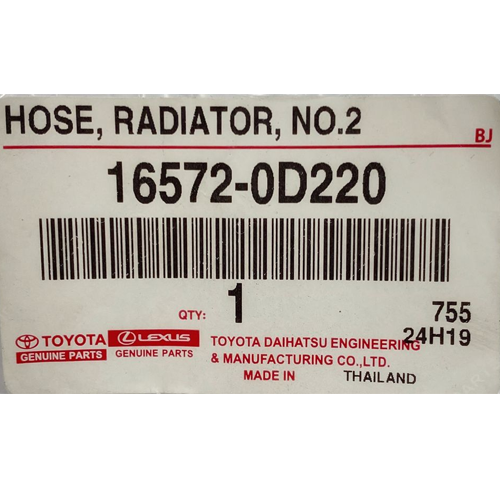 HOSE, RADIATOR, NO.2
BJ
16572-0D220
QTY: 1
755
24H19
TOYOTA
GENUINE PARTS
LEXUS
GENUINE PARTS
TOYOTA DAIHATSU ENGINEERING
& MANUFACTURING CO.,LTD.
MADE IN THAILAND